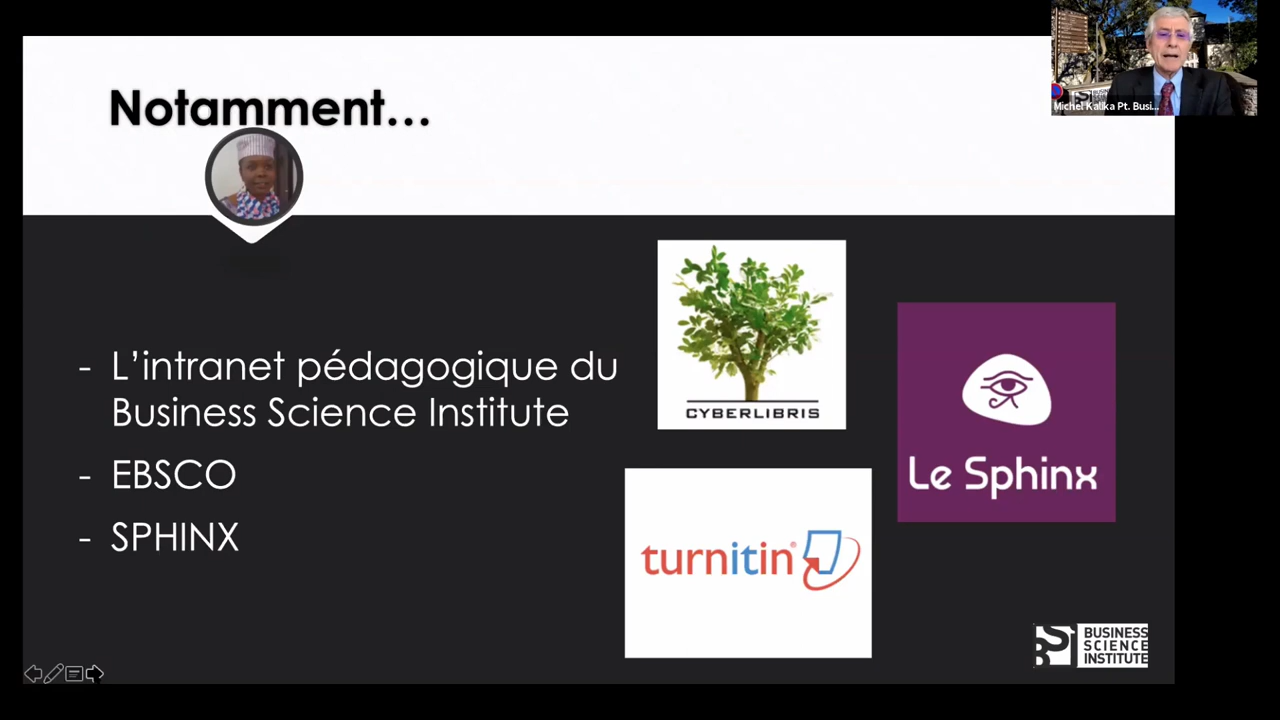 Notamment...
Michel Kalika Pt. Busi...
- L'intranet pédagogique du
Business Science Institute
- EBSCO
- SPHINX
CYBERLIBRIS
Le Sphinx
turnitin®
BUSINESS
SCIENCE
INSTITUTE